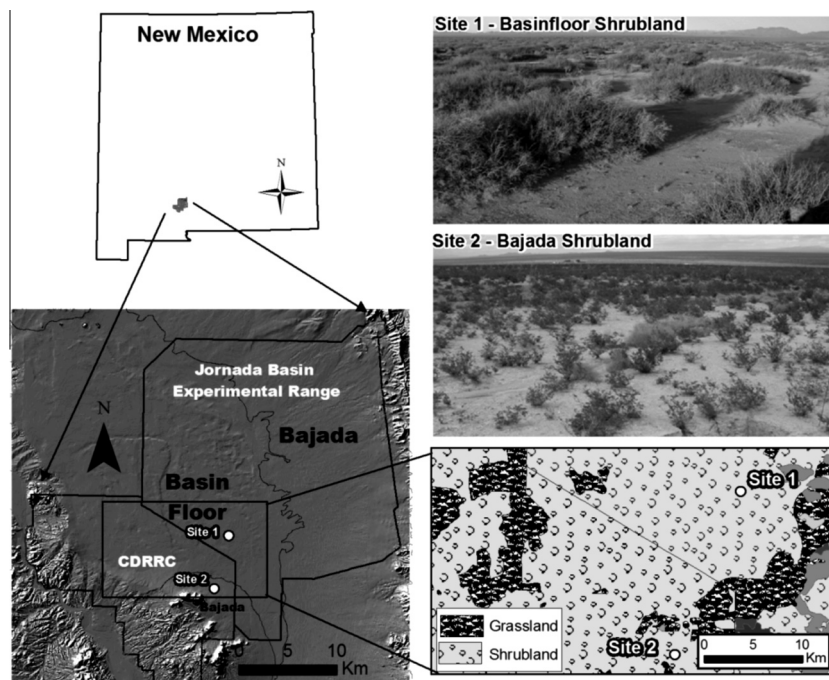 New Mexico
N
Site 1 - Basinfloor Shrubland
Site 2 - Bajada Shrubland
Jornada Basin
Experimental Range
N
Bajada
Basin
Floor
Site 1
CDRRC
Site 2
Bajada
0 5 10
Km
Site 1
Grassland
Shrubland
Site 2
0 5 10
Km